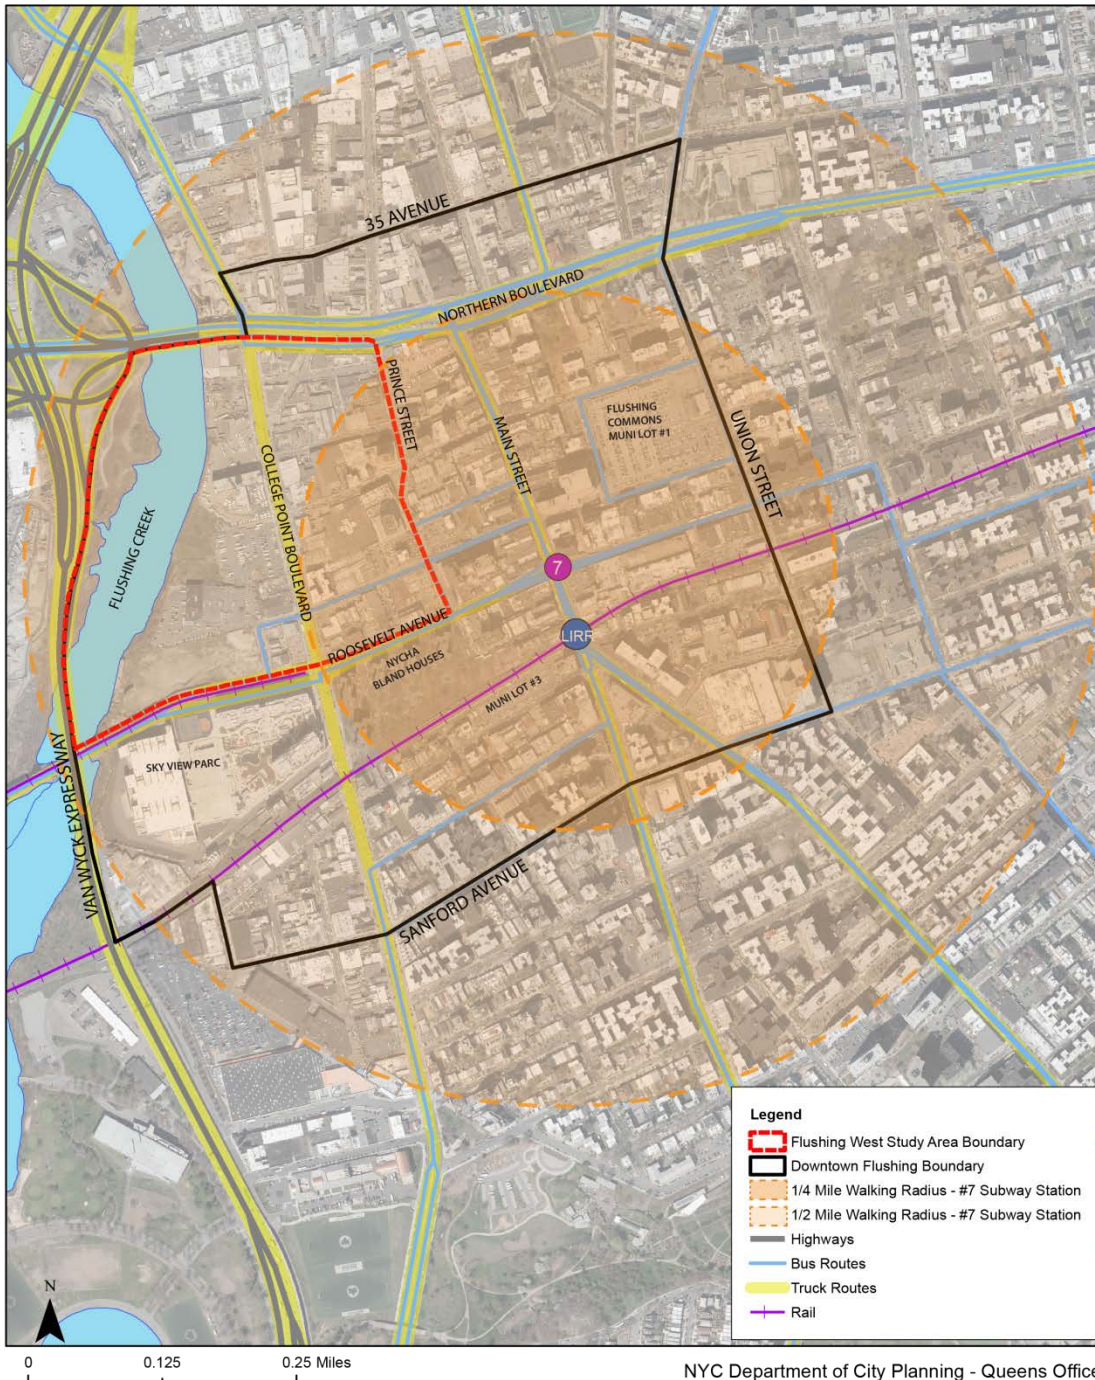 35 AVENUE
NORTHERN BOULEVARD
PRINCE STREET
MAIN STREET
FLUSHING
COMMONS
MUNI LOT #1
UNION STREET
COLLEGE POINT BOULEVARD
FLUSHING CREEK
7
LIRR
ROOSEVELT AVENUE
NYCHA
BLAND HOUSES
MUNI LOT #3
SKY VIEW PARC
VAN WYCK EXPRESSWAY
SANFORD AVENUE
Legend
Flushing West Study Area Boundary
Downtown Flushing Boundary
1/4 Mile Walking Radius - #7 Subway Station
1/2 Mile Walking Radius - #7 Subway Station
Highways
Bus Routes
Truck Routes
Rail
N
0 0.125 0.25 Miles
NYC Department of City Planning - Queens Office